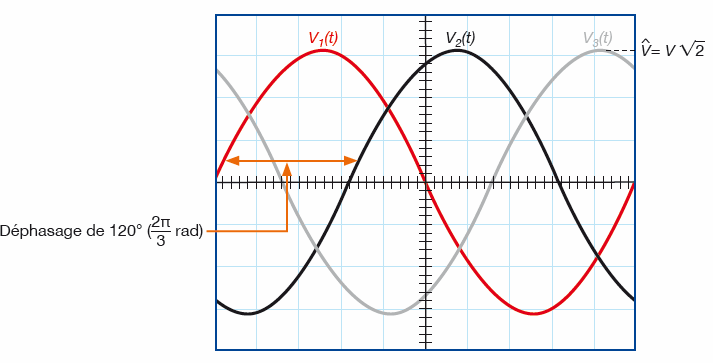 V₁(t)
V₂(t)
V₃(t)
V̂= V √2
Déphasage de 120° (2π/3 rad)